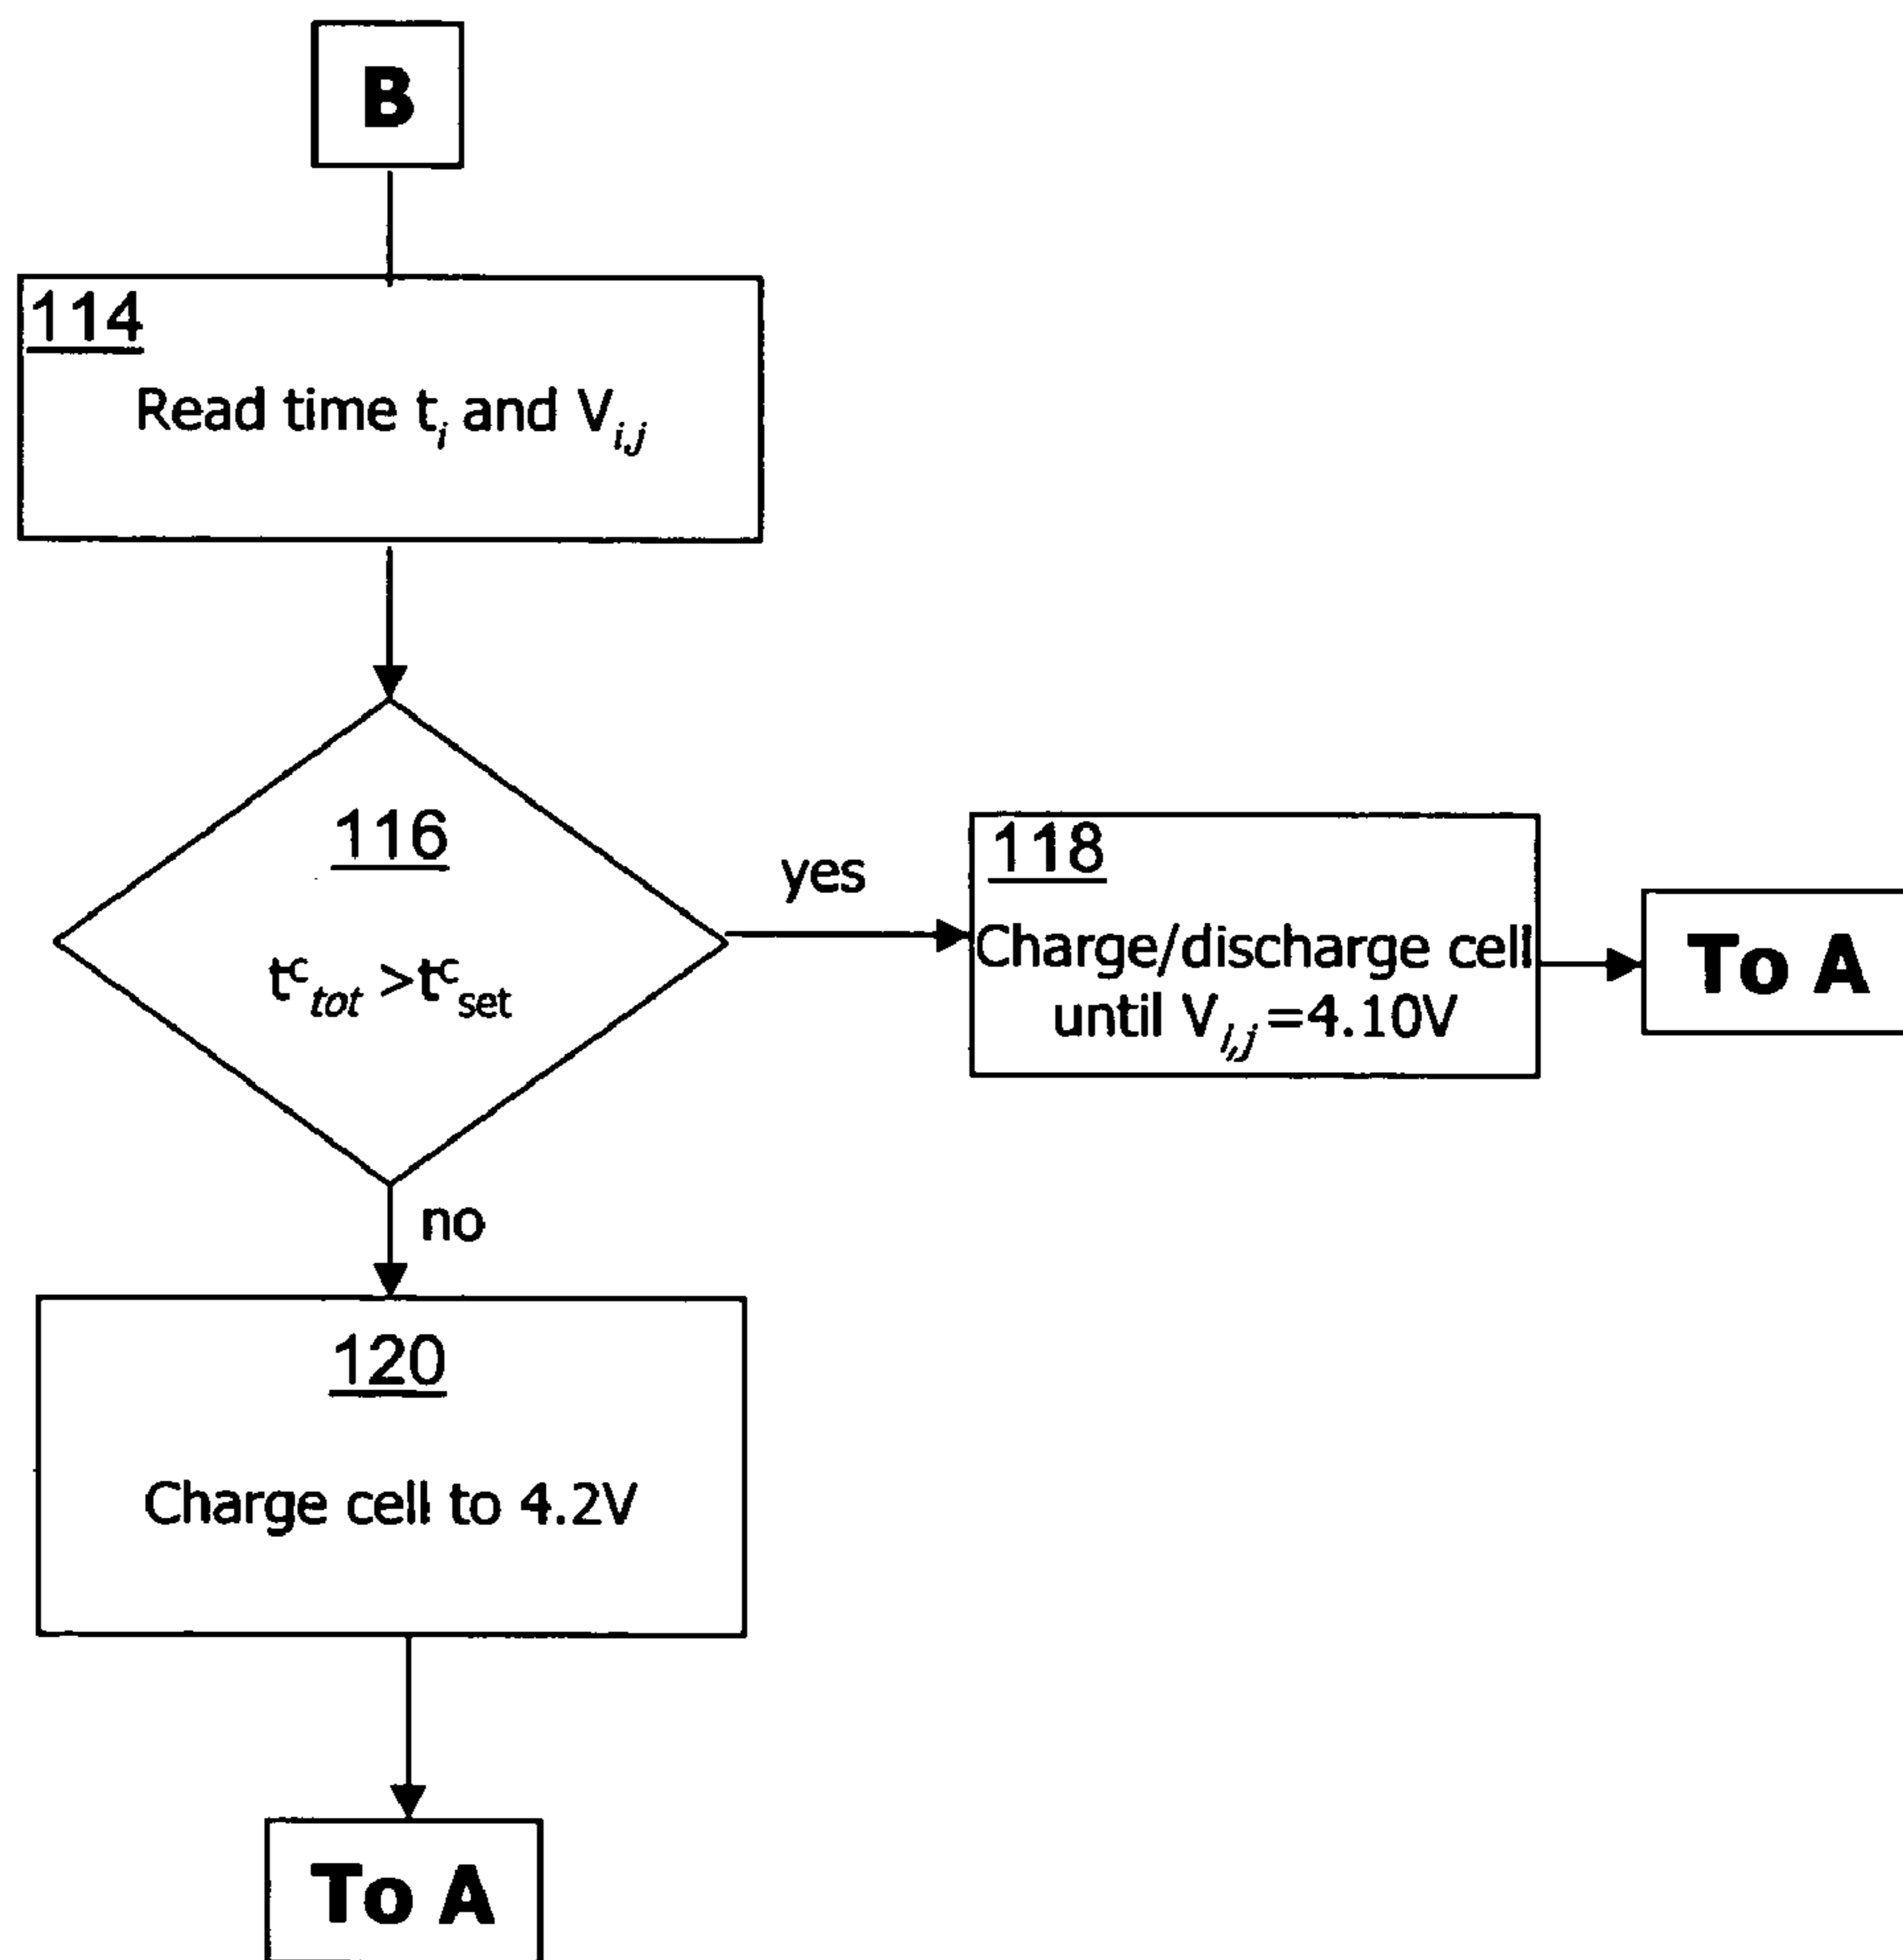 B
114
Read time tᵢ and Vᵢ,ⱼ
116
tᶜtot >tᶜset
yes
118
Charge/discharge cell
until Vᵢ,ⱼ=4.10V
To A
no
120
Charge cell to 4.2V
To A